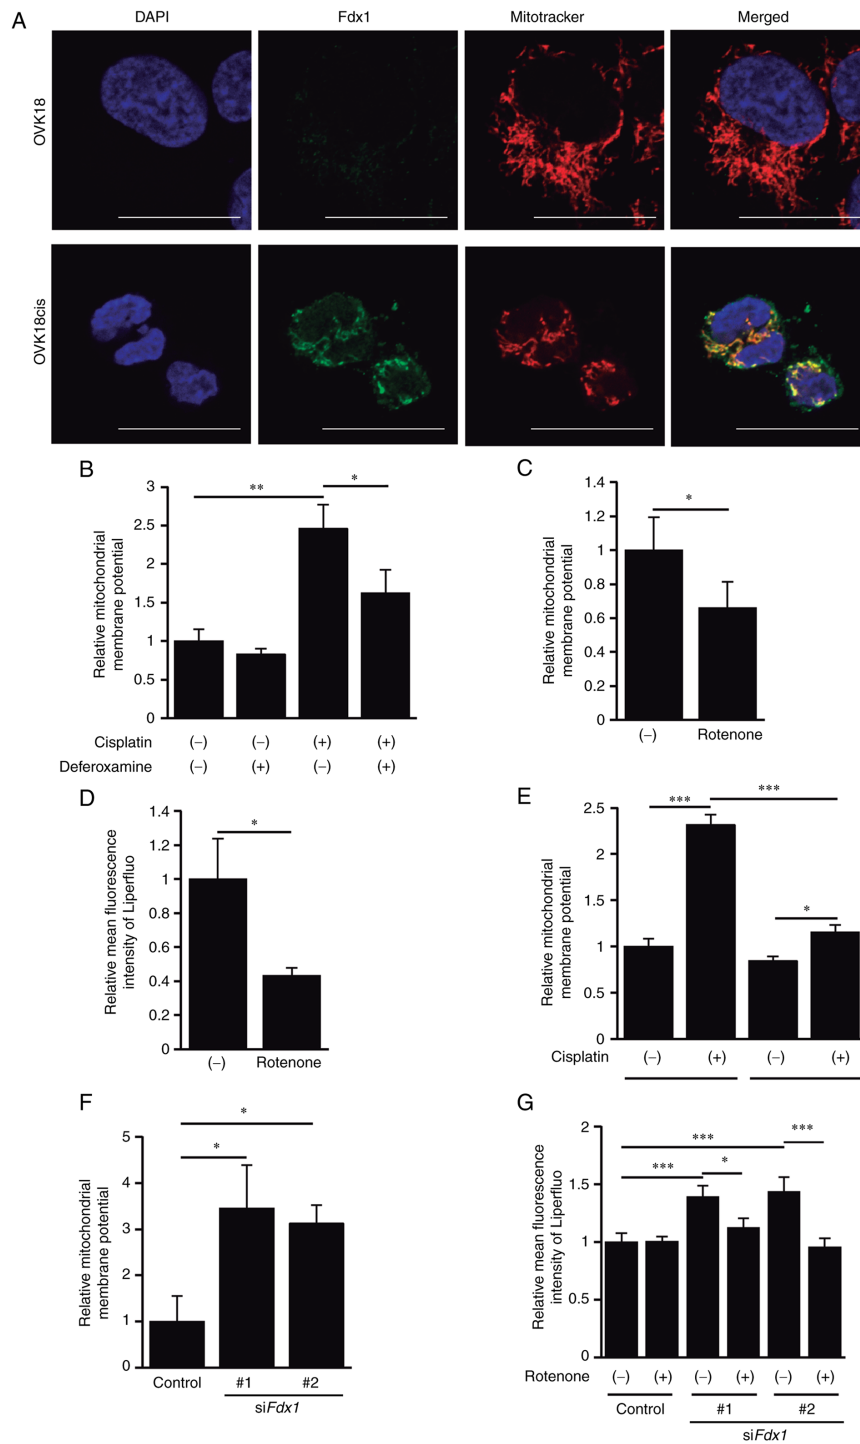 A
DAPI Fdx1 Mitotracker Merged
OVK18
OVK18cis
B
Relative mitochondrial
membrane potential
3
2.5
2
1.5
1
0.5
0
** *
Cisplatin (−) (−) (+) (+)
Deferoxamine (−) (+) (−) (+)
C
Relative mitochondrial
membrane potential
1.4
1.2
1
0.8
0.6
0.4
0.2
0
*
(−) Rotenone
D
Relative mean fluorescence
intensity of Liperfluo
1.4
1.2
1
0.8
0.6
0.4
0.2
0
*
(−) Rotenone
E
Relative mitochondrial
membrane potential
2.5
2
1.5
1
0.5
0
*** ***
*
Cisplatin (−) (+) (−) (+)
F
Relative mitochondrial
membrane potential
5
4
3
2
1
0
*
*
Control #1 #2
siFdx1
G
Relative mean fluorescence
intensity of Liperfluo
2
1.5
1
0.5
0
***
***
*** *
Rotenone (−) (+) (−) (+) (−) (+)
Control #1 #2
siFdx1